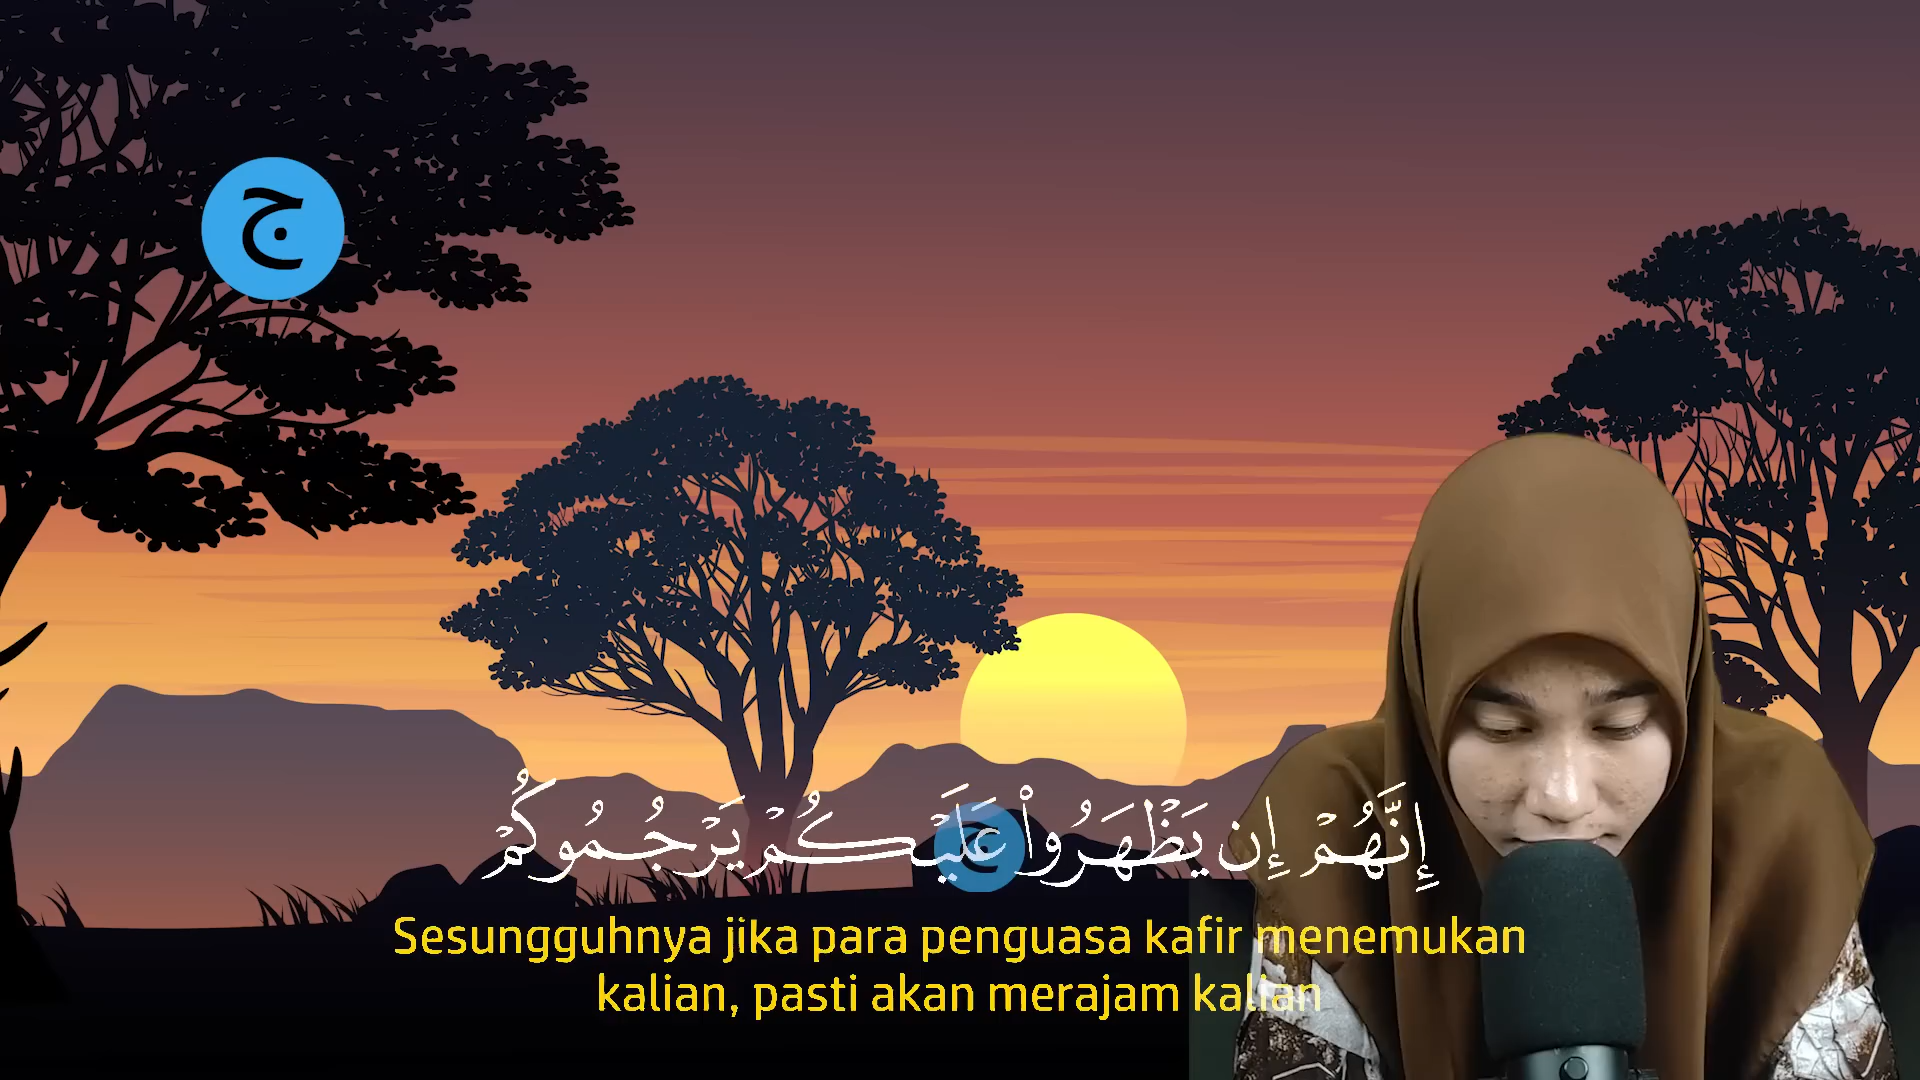 ج
إِنَّهُمْ إِن يَظْهَرُواْ عَلَيْكُمْ يَرْجُمُوكُمْ
ج
Sesungguhnya jika para penguasa kafir menemukan
kalian, pasti akan merajam kalian